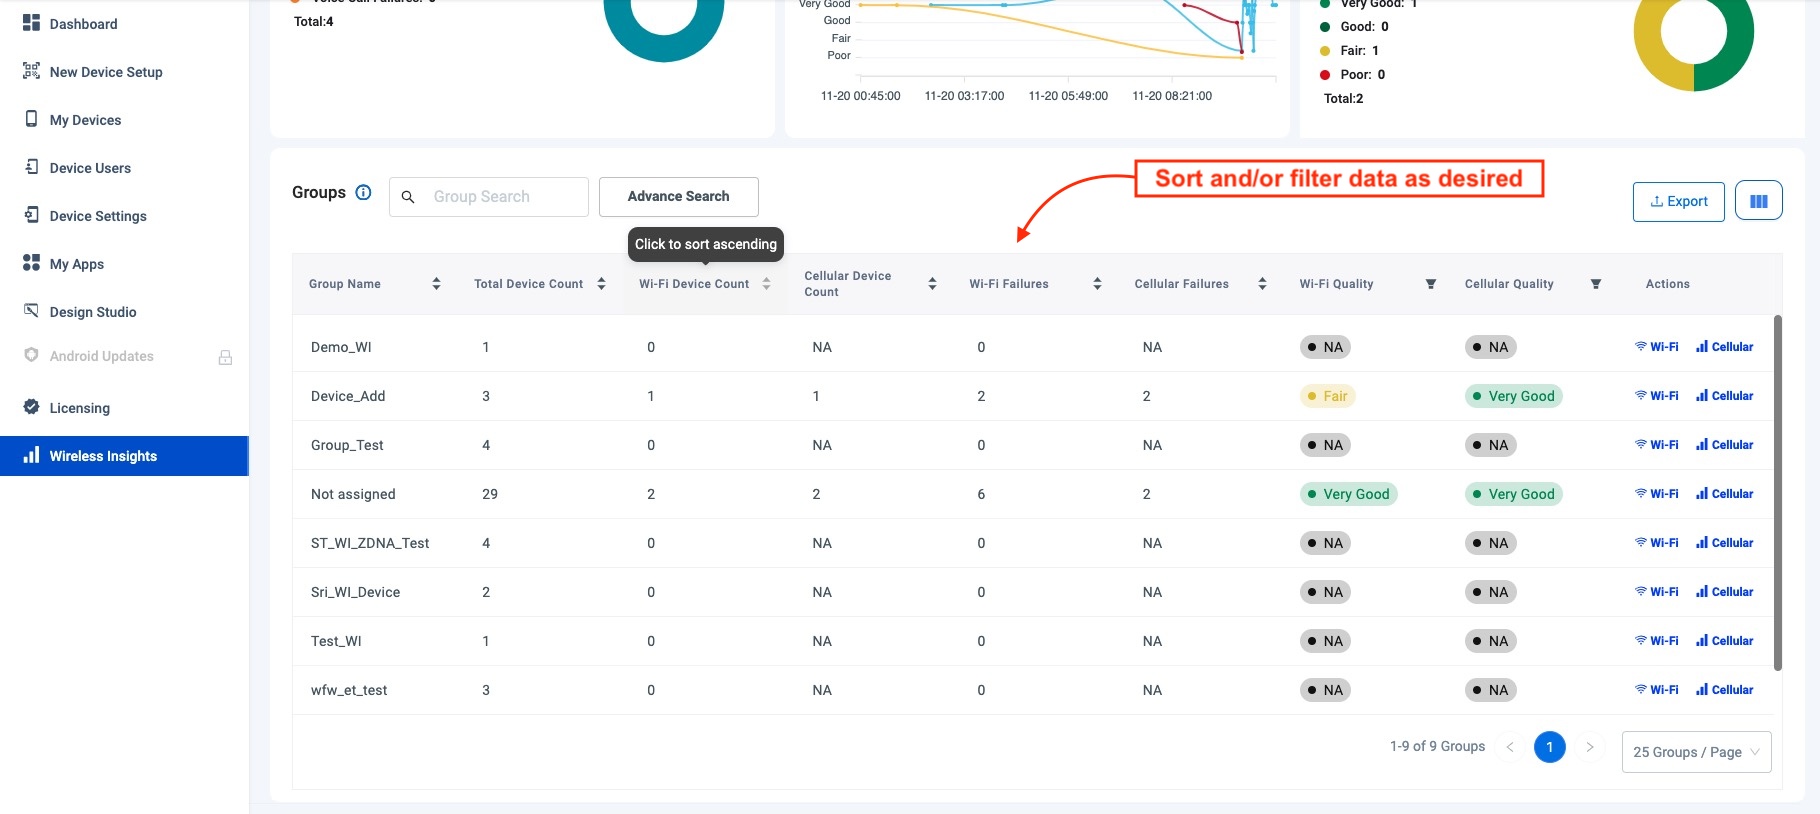 Dashboard
New Device Setup
My Devices
Device Users
Device Settings
My Apps
Design Studio
Android Updates
Licensing
Wireless Insights
Total:4
Very Good
Good
Fair
Poor
11-20 00:45:00
11-20 03:17:00
11-20 05:49:00
11-20 08:21:00
Very Good: 1
Good: 0
Fair: 1
Poor: 0
Total:2
Groups
Group Search
Advance Search
Sort and/or filter data as desired
Export
Click to sort ascending
Group Name Total Device Count Wi-Fi Device Count Cellular Device Count Wi-Fi Failures Cellular Failures Wi-Fi Quality Cellular Quality Actions
Demo_WI 1 0 NA 0 NA NA NA Wi-Fi Cellular
Device_Add 3 1 1 2 2 Fair Very Good Wi-Fi Cellular
Group_Test 4 0 NA 0 NA NA NA Wi-Fi Cellular
Not assigned 29 2 2 6 2 Very Good Very Good Wi-Fi Cellular
ST_WI_ZDNA_Test 4 0 NA 0 NA NA NA Wi-Fi Cellular
Sri_WI_Device 2 0 NA 0 NA NA NA Wi-Fi Cellular
Test_WI 1 0 NA 0 NA NA NA Wi-Fi Cellular
wfw_et_test 3 0 NA 0 NA NA NA Wi-Fi Cellular
1-9 of 9 Groups
1
25 Groups / Page